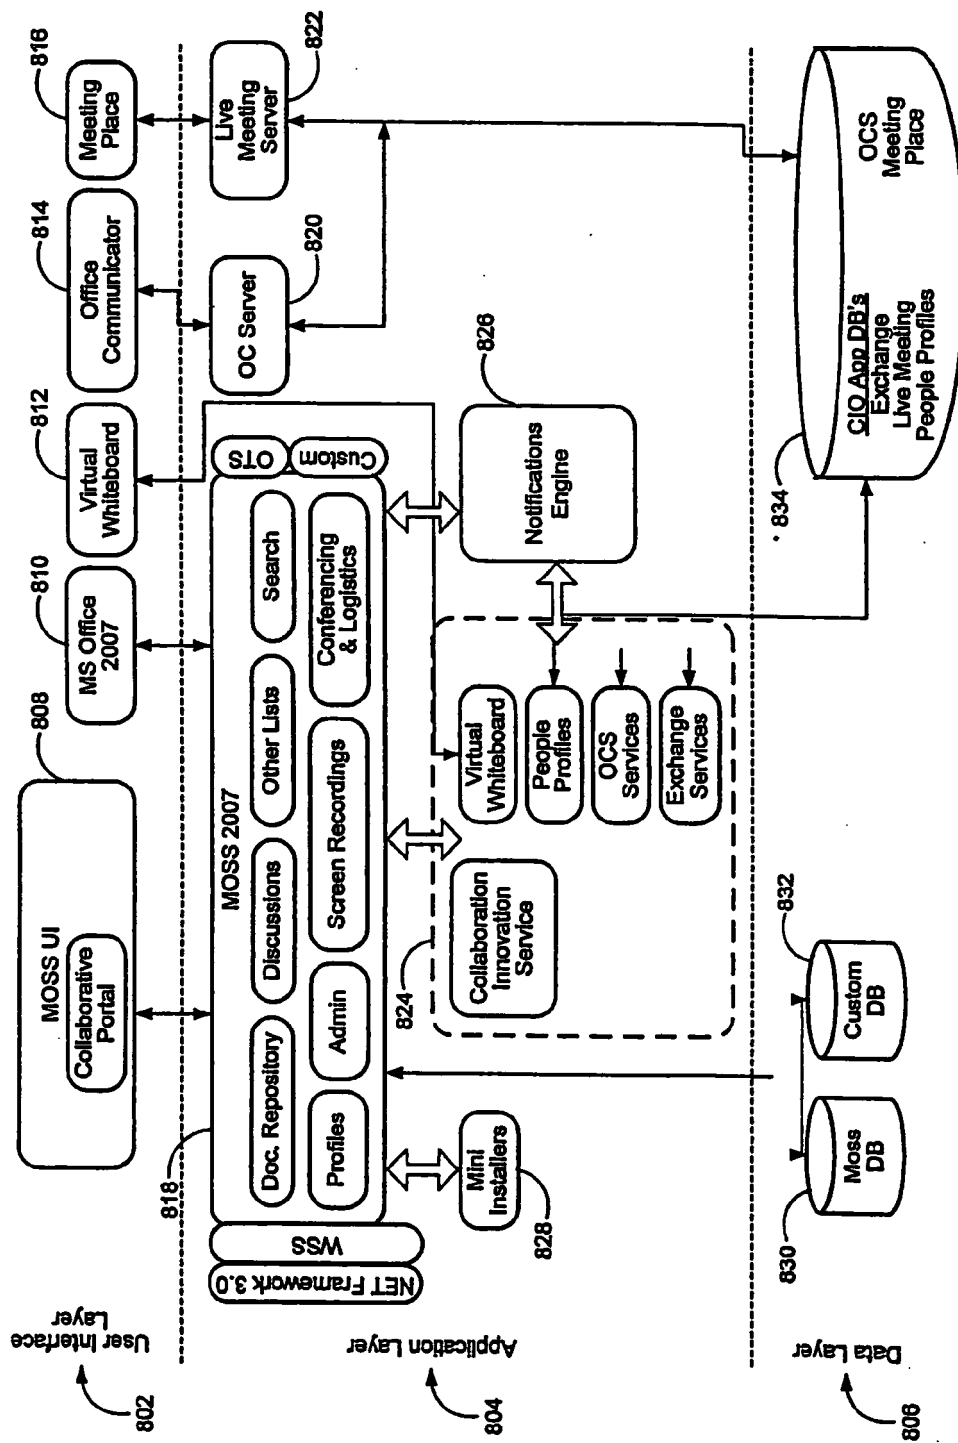 User Interface
Layer
802
808
MOSS UI
Collaborative
Portal
810
MS Office
2007
812
Virtual
Whiteboard
814
Office
Communicator
816
Meeting
Place
Application Layer
804
NET Framework 3.0
WSS
818
MOSS 2007
Doc. Repository
Discussions
Other Lists
Search
Profiles
Admin
Screen Recordings
Conferencing
& Logistics
OTS
Custom
OC Server
820
Live
Meeting
Server
822
Mini
Installers
828
824
Collaboration
Innovation
Service
Virtual
Whiteboard
People
Profiles
OCS
Services
Exchange
Services
826
Notifications
Engine
Data Layer
806
830
Moss
DB
832
Custom
DB
834
CIO App DB's
Exchange
Live Meeting
People Profiles
OCS
Meeting
Place